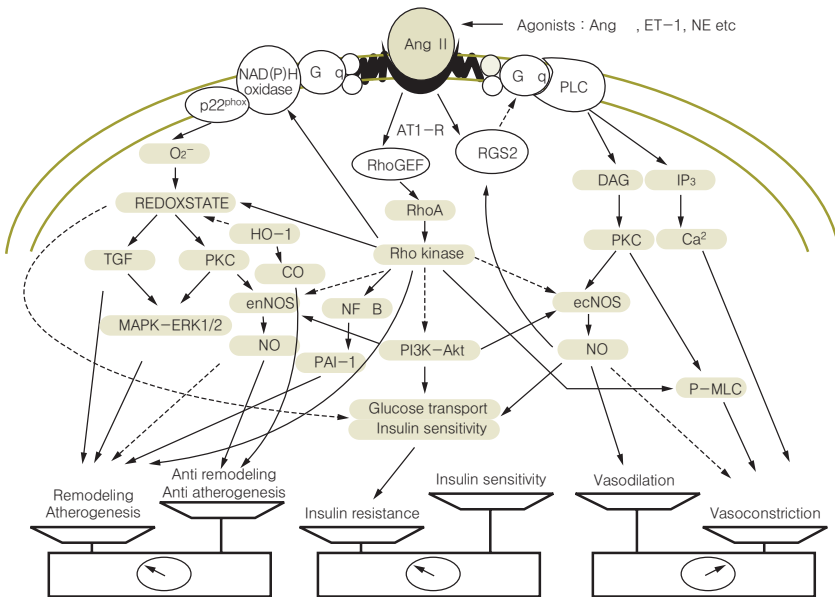 Agonists : Ang , ET-1, NE etc
Ang II
NAD(P)H
oxidase
G q
G q
PLC
p22phox
AT1-R
O2-
RhoGEF
RGS2
DAG
IP3
REDOXSTATE
RhoA
HO-1
PKC
Ca2
TGF
PKC
Rho kinase
CO
enNOS
NF B
ecNOS
MAPK-ERK1/2
NO
PAI-1
PI3K-Akt
NO
P-MLC
Glucose transport
Insulin sensitivity
Remodeling
Atherogenesis
Anti remodeling
Anti atherogenesis
Insulin resistance
Insulin sensitivity
Vasodilation
Vasoconstriction